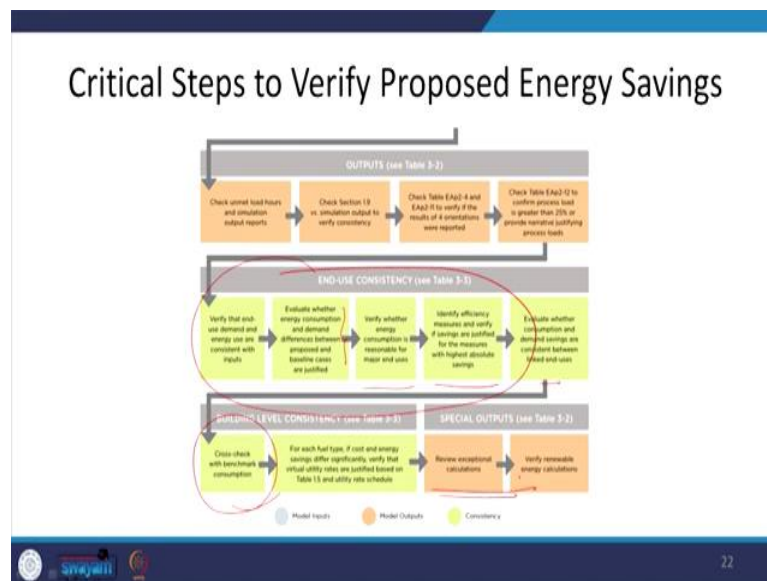 Critical Steps to Verify Proposed Energy Savings
OUTPUTS (see Table 3-2)
Check unmet load hours
and simulation
output reports
Check Section 1.9
vs. simulation output to
verify consistency
Check Table EAp2-4 and
EAp2-11 to verify if the
results of 4 orientations
were reported
Check Table EAp2-12 to
confirm process load
is greater than 25% or
provide narrative justifying
process loads
END-USE CONSISTENCY (see Table 3-3)
Verify that end-
use demand and
energy use are
consistent with
inputs
Evaluate whether
energy consumption
and demand
differences between
proposed and
baseline cases
are justified
Verify whether
energy
consumption is
reasonable for
major end uses
Identify efficiency
measures and verify
if savings are justified
for the measures
with highest absolute
savings
Evaluate whether
consumption and
demand savings are
consistent between
linked end-uses
BUILDING LEVEL CONSISTENCY (see Table 3-3)
SPECIAL OUTPUTS (see Table 3-2)
Cross-check
with benchmark
consumption
For each fuel type, if cost and energy
savings differ significantly, verify that
virtual utility rates are justified based on
Table 1.5 and utility rate schedule
Review exceptional
calculations
Verify renewable
energy calculations
Model Inputs
Model Outputs
Consistency
swayam
22